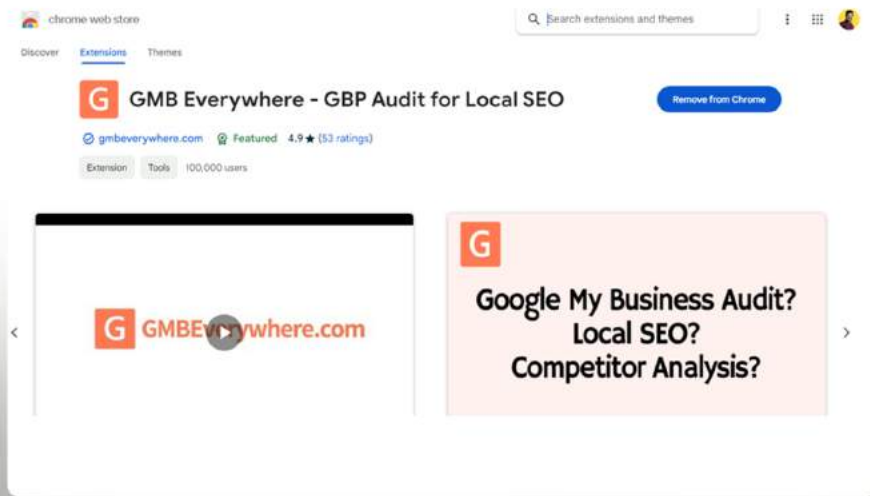 chrome web store
Search extensions and themes
Discover Extensions Themes
G GMB Everywhere - GBP Audit for Local SEO
Remove from Chrome
gmbeverywhere.com Featured 4.9★ (53 ratings)
Extension Tools 100,000 users
G GMBEverywhere.com
G
Google My Business Audit?
Local SEO?
Competitor Analysis?